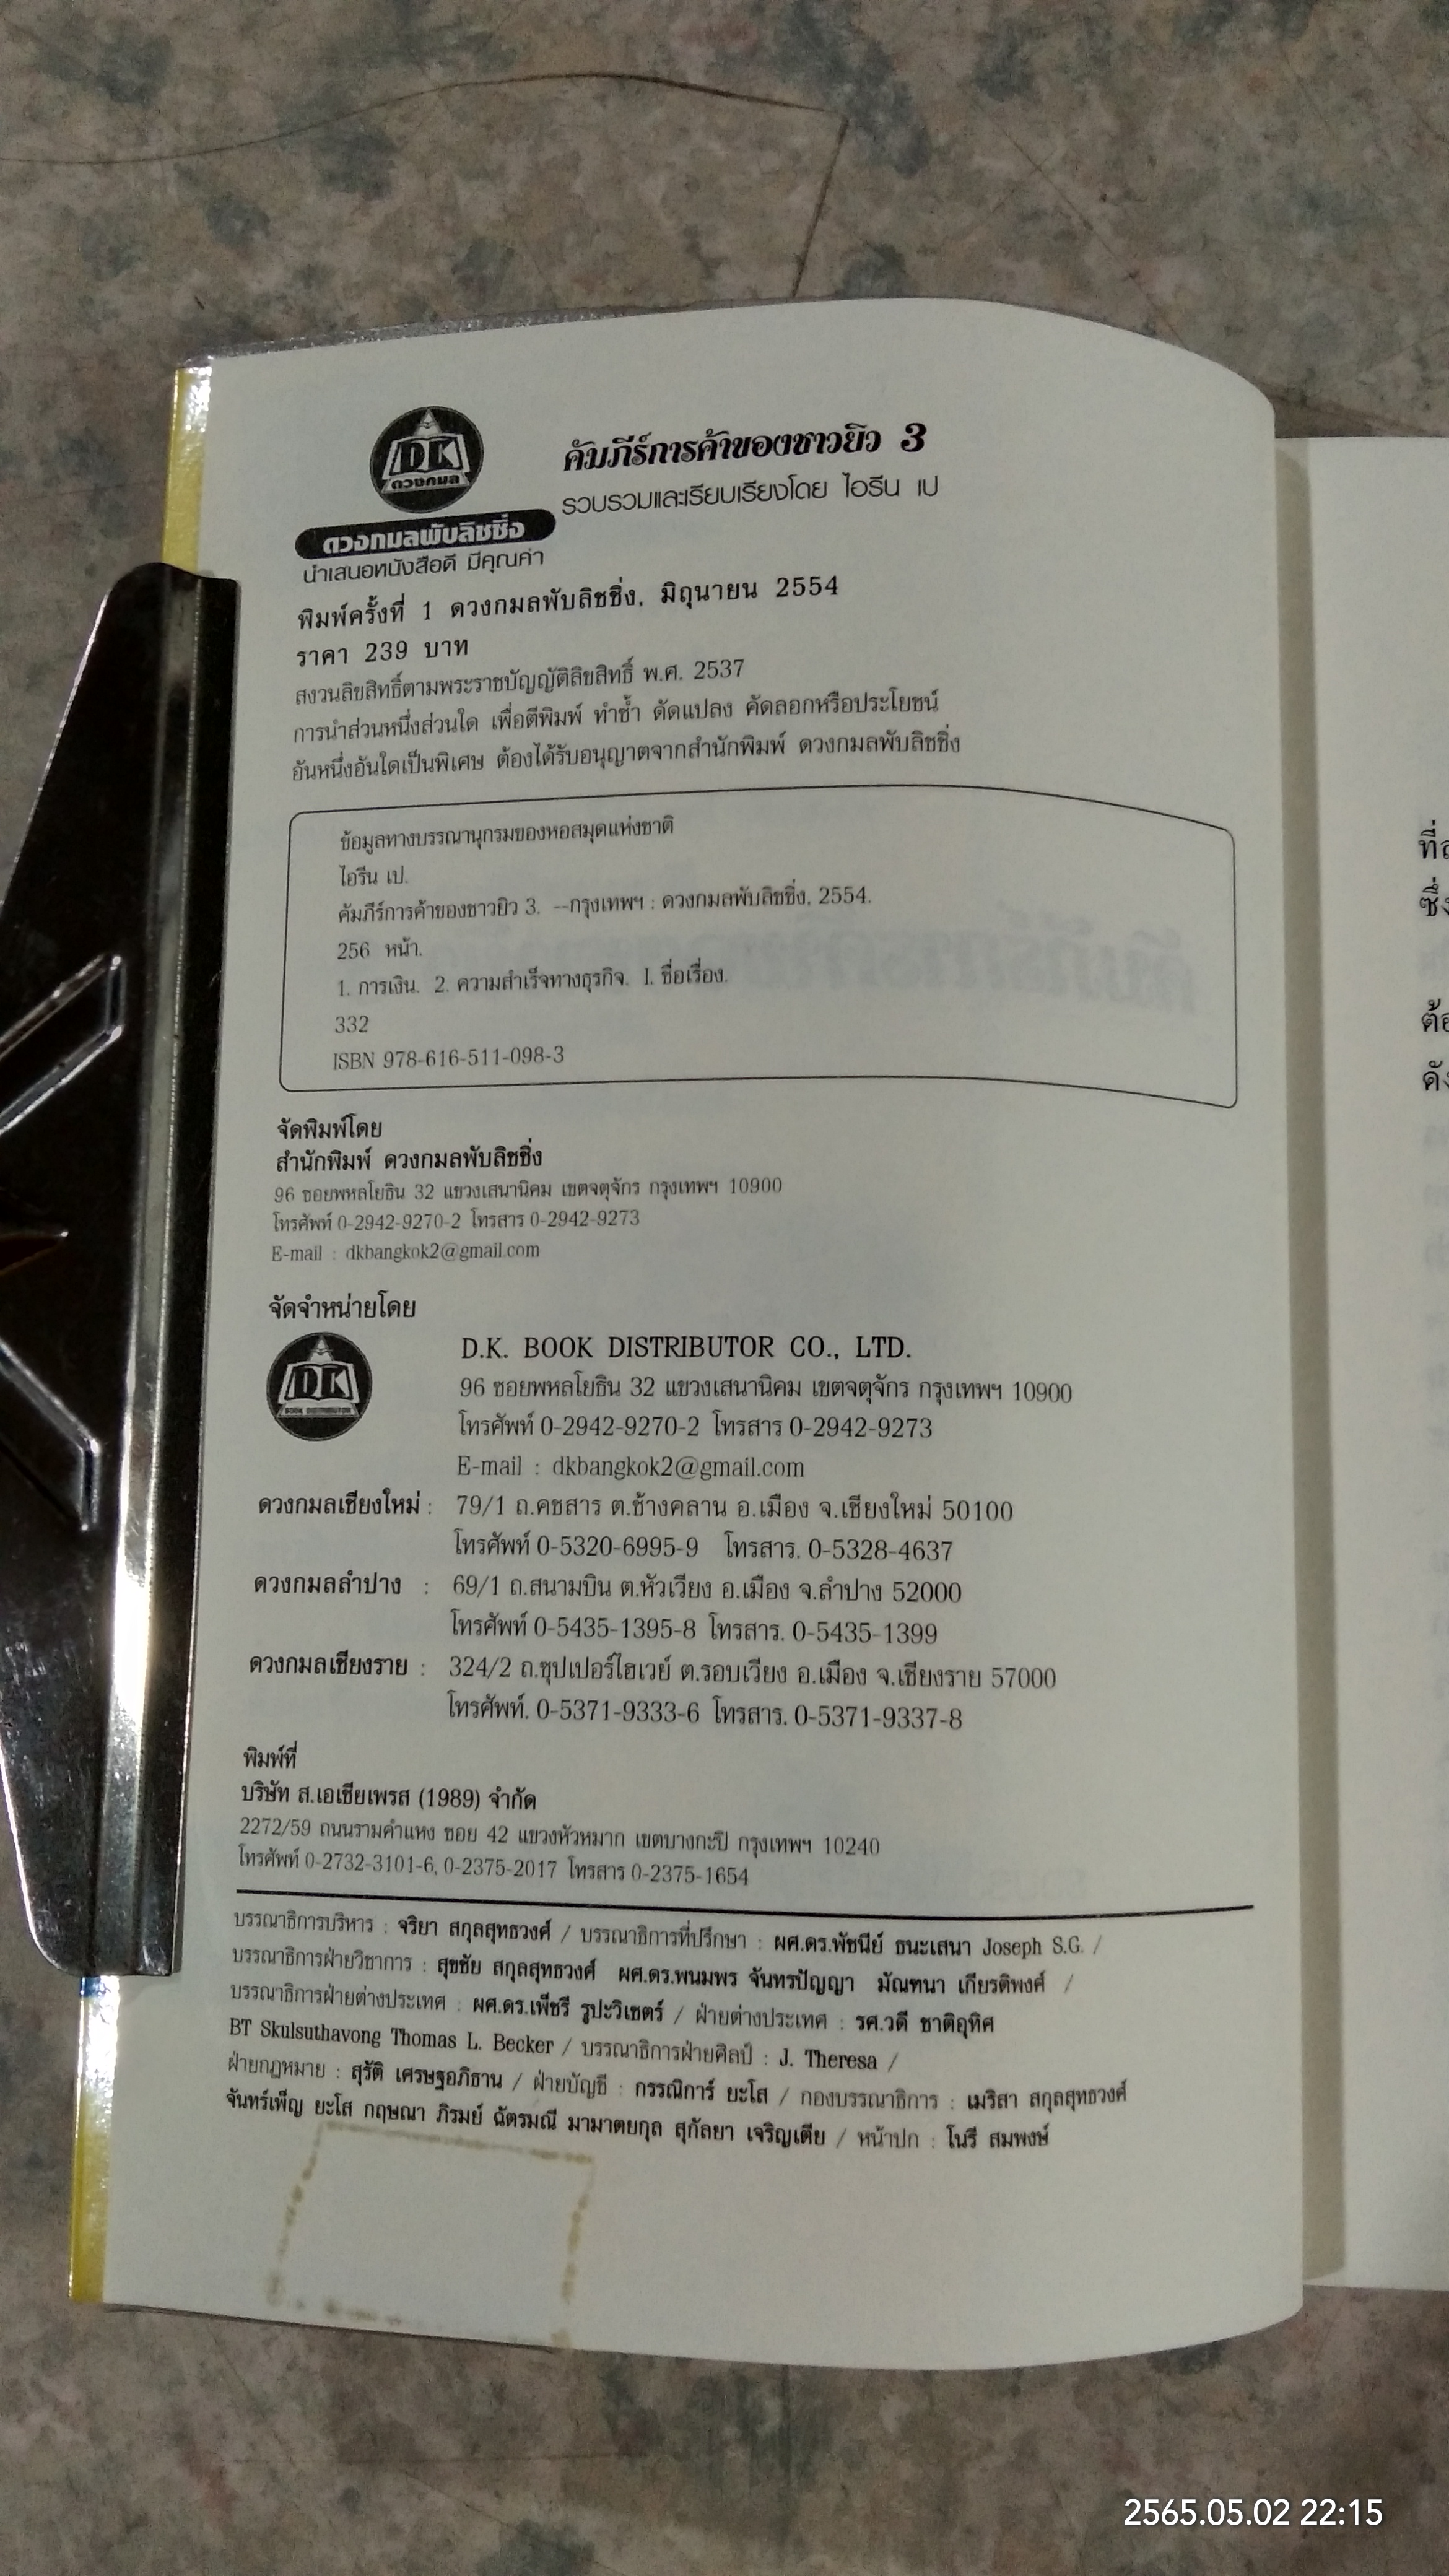 DK
ดวงกมล
ดวงกมลพับลิชชิ่ง
นำเสนอหนังสือดี มีคุณค่า
คัมภีร์การค้าของชาวยิว 3
รวบรวมและเรียบเรียงโดย ไอรีน เป
พิมพ์ครั้งที่ 1 ดวงกมลพับลิชชิ่ง, มิถุนายน 2554
ราคา 239 บาท
สงวนลิขสิทธิ์ตามพระราชบัญญัติลิขสิทธิ์ พ.ศ. 2537
การนำส่วนหนึ่งส่วนใด เพื่อตีพิมพ์ ทำซ้ำ ดัดแปลง คัดลอกหรือประโยชน์
อันหนึ่งอันใดเป็นพิเศษ ต้องได้รับอนุญาตจากสำนักพิมพ์ ดวงกมลพับลิชชิ่ง
ข้อมูลทางบรรณานุกรมของหอสมุดแห่งชาติ
ไอรีน เป.
คัมภีร์การค้าของชาวยิว 3. --กรุงเทพฯ : ดวงกมลพับลิชชิ่ง, 2554.
256 หน้า.
1. การเงิน. 2. ความสำเร็จทางธุรกิจ. I. ชื่อเรื่อง.
332
ISBN 978-616-511-098-3
จัดพิมพ์โดย
สำนักพิมพ์ ดวงกมลพับลิชชิ่ง
96 ซอยพหลโยธิน 32 แขวงเสนานิคม เขตจตุจักร กรุงเทพฯ 10900
โทรศัพท์ 0-2942-9270-2 โทรสาร 0-2942-9273
E-mail : dkbangkok2@gmail.com
จัดจำหน่ายโดย
DK
BOOK DISTRIBUTOR
D.K. BOOK DISTRIBUTOR CO., LTD.
96 ซอยพหลโยธิน 32 แขวงเสนานิคม เขตจตุจักร กรุงเทพฯ 10900
โทรศัพท์ 0-2942-9270-2 โทรสาร 0-2942-9273
E-mail : dkbangkok2@gmail.com
ดวงกมลเชียงใหม่ : 79/1 ถ.คชสาร ต.ช้างคลาน อ.เมือง จ.เชียงใหม่ 50100
โทรศัพท์ 0-5320-6995-9 โทรสาร. 0-5328-4637
ดวงกมลลำปาง : 69/1 ถ.สนามบิน ต.หัวเวียง อ.เมือง จ.ลำปาง 52000
โทรศัพท์ 0-5435-1395-8 โทรสาร. 0-5435-1399
ดวงกมลเชียงราย : 324/2 ถ.ซุปเปอร์ไฮเวย์ ต.รอบเวียง อ.เมือง จ.เชียงราย 57000
โทรศัพท์. 0-5371-9333-6 โทรสาร. 0-5371-9337-8
พิมพ์ที่
บริษัท ส.เอเชียเพรส (1989) จำกัด
2272/59 ถนนรามคำแหง ซอย 42 แขวงหัวหมาก เขตบางกะปิ กรุงเทพฯ 10240
โทรศัพท์ 0-2732-3101-6, 0-2375-2017 โทรสาร 0-2375-1654
บรรณาธิการบริหาร : จริยา สกุลสุทธวงศ์ / บรรณาธิการที่ปรึกษา : ผศ.ดร.พัชนีย์ ธนะเสนา Joseph S.G. /
บรรณาธิการฝ่ายวิชาการ : สุขชัย สกุลสุทธวงศ์ ผศ.ดร.พนมพร จันทรปัญญา มัณฑนา เกียรติพงศ์ /
บรรณาธิการฝ่ายต่างประเทศ : ผศ.ดร.เพ็ชรี รูปะวิเชตร์ / ฝ่ายต่างประเทศ : รศ.วดี ชาติอุทิศ
BT Skulsuthavong Thomas L. Becker / บรรณาธิการฝ่ายศิลป์ : J. Theresa /
ฝ่ายกฎหมาย : สุรัติ เศรษฐอภิธาน / ฝ่ายบัญชี : กรรณิการ์ ยะโส / กองบรรณาธิการ : เมริสา สกุลสุทธวงศ์
จันทร์เพ็ญ ยะโส กฤษณา ภิรมย์ ฉัตรมณี มามาตยกุล สุกัลยา เจริญเตีย / หน้าปก : โนรี สมพงษ์
2565.05.02 22:15